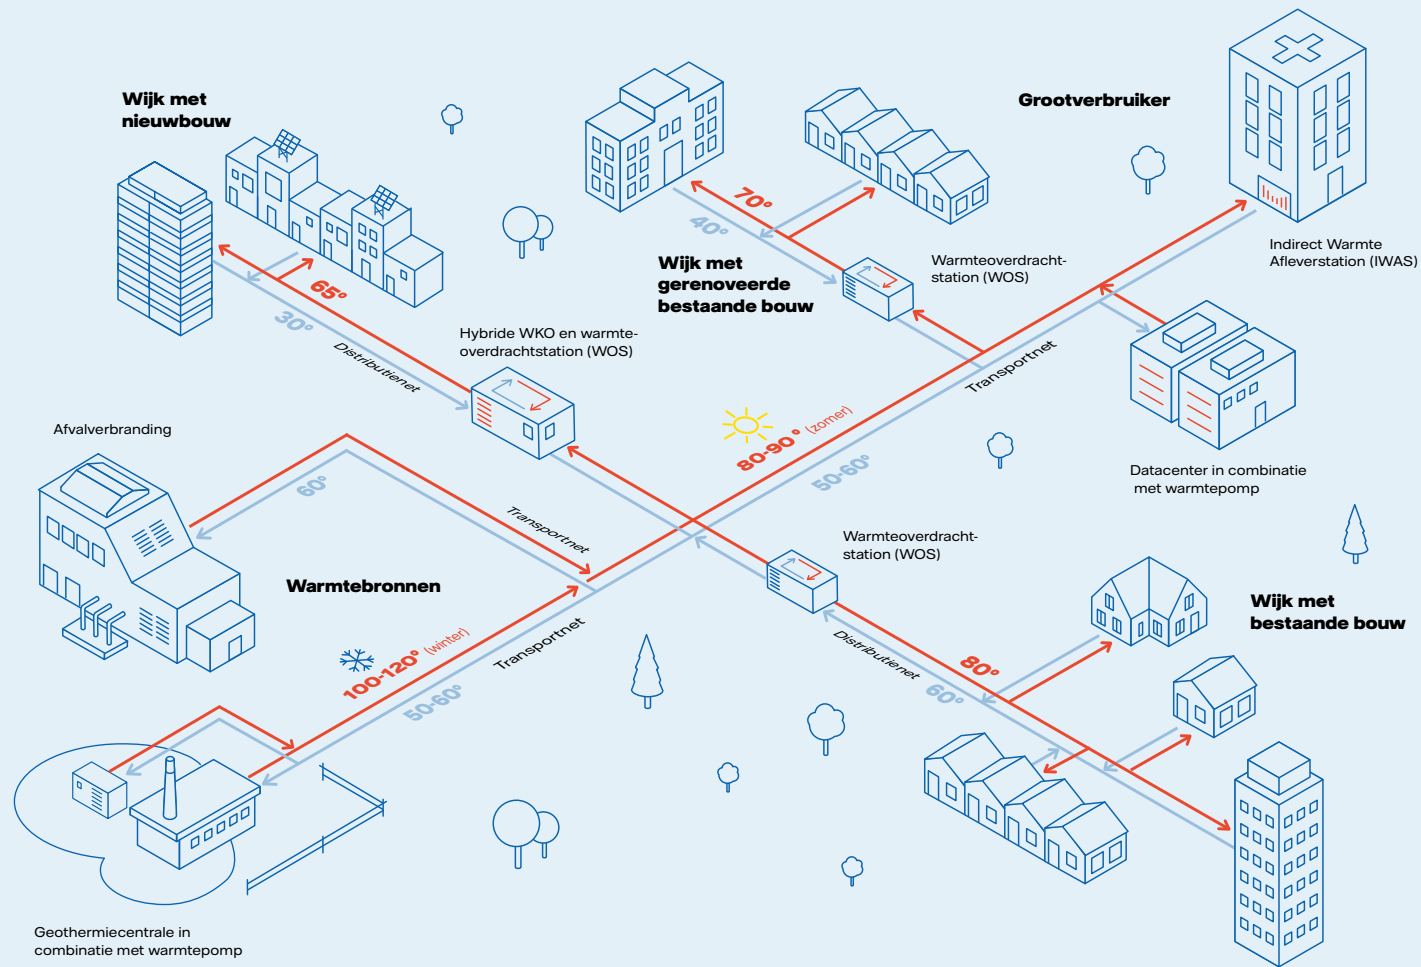 Wijk met
nieuwbouw
Grootverbruiker
70°
40°
Wijk met
gerenoveerde
bestaande bouw
Warmteoverdracht-
station (WOS)
Indirect Warmte
Afleverstation (IWAS)
65°
30°
Distributienet
Hybride WKO en warmte-
overdrachtstation (WOS)
Transportnet
Afvalverbranding
80-90° (zomer)
50-60°
Datacenter in combinatie
met warmtepomp
60°
Transportnet
Warmteoverdracht-
station (WOS)
Warmtebronnen
Wijk met
bestaande bouw
100-120° (winter)
50-60°
Transportnet
Distributienet
80°
60°
Geothermiecentrale in
combinatie met warmtepomp